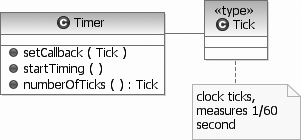 Timer
setCallback ( Tick )
startTiming ( )
numberOfTicks ( ) : Tick
«type»
Tick
clock ticks,
measures 1/60
second